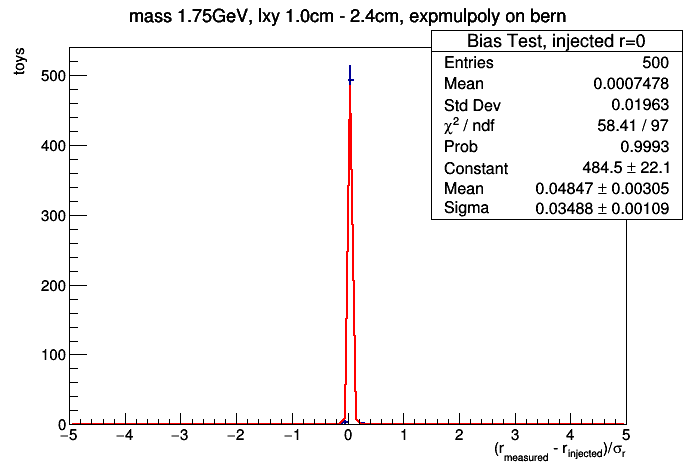 mass 1.75GeV, lxy 1.0cm - 2.4cm, expmulpoly on bern
Bias Test, injected r=0
Entries 500
Mean 0.0007478
Std Dev 0.01963
χ² / ndf 58.41 / 97
Prob 0.9993
Constant 484.5 ± 22.1
Mean 0.04847 ± 0.00305
Sigma 0.03488 ± 0.00109
toys
500
400
300
200
100
0
−5 −4 −3 −2 −1 0 1 2 3 4 5
(r_measured - r_injected)/σ_r